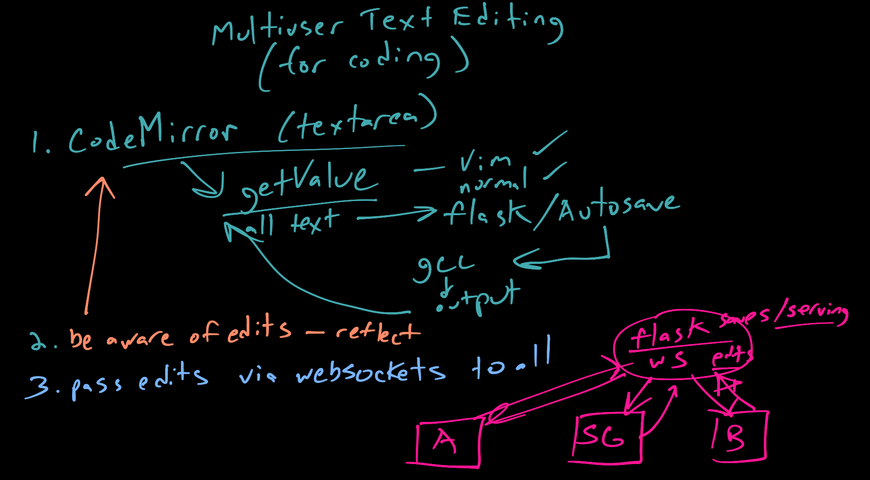 Multiuser Text Editing
(for coding)
1. CodeMirror (textarea)
getValue — vim
normal
all text → flask/Autosave
gcc
output
2. be aware of edits — reflect
3. pass edits via websockets to all
flask saves/serving
ws edits
A
SG
B